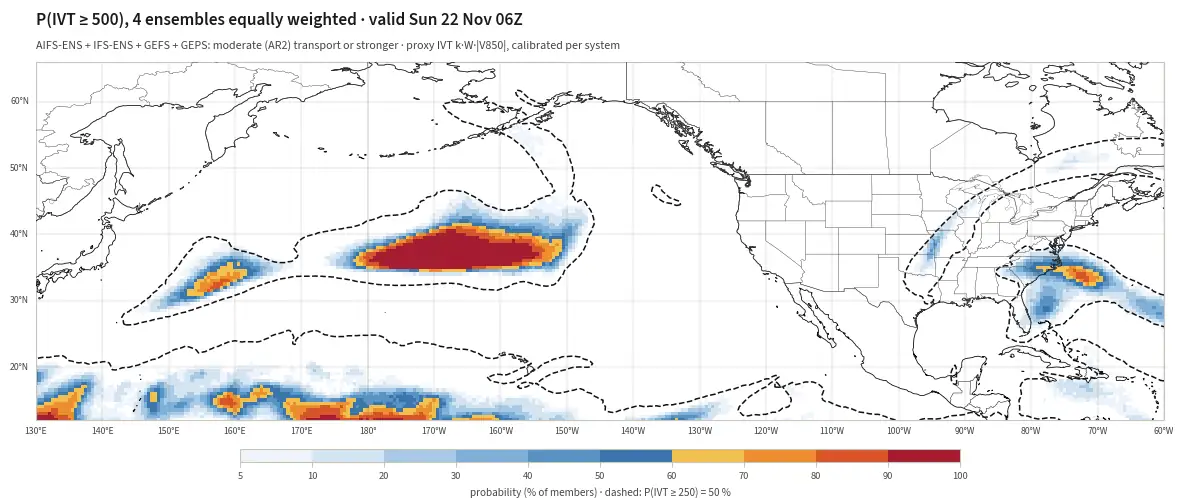 P(IVT ≥ 500), 4 ensembles equally weighted · valid Sun 22 Nov 06Z
AIFS-ENS + IFS-ENS + GEFS + GEPS: moderate (AR2) transport or stronger · proxy IVT k·W·|V850|, calibrated per system
60°N
50°N
40°N
30°N
20°N
130°E 140°E 150°E 160°E 170°E 180° 170°W 160°W 150°W 140°W 130°W 120°W 110°W 100°W 90°W 80°W 70°W 60°W
5 10 20 30 40 50 60 70 80 90 100
probability (% of members) · dashed: P(IVT ≥ 250) = 50 %